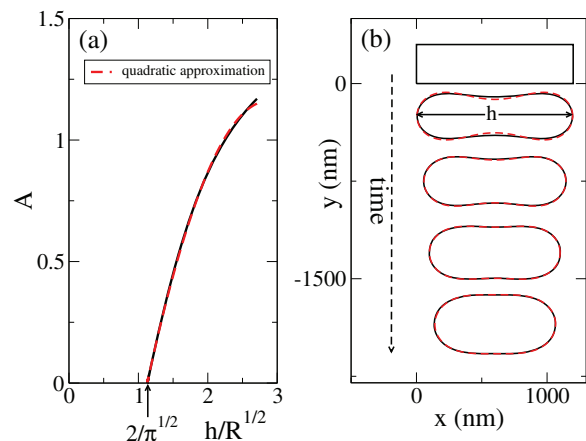 (a)
quadratic approximation
A
1.5
1
0.5
0
0
1
2
3
2/π^{1/2}
h/R^{1/2}
(b)
h
time
y (nm)
0
-1500
0
1000
x (nm)